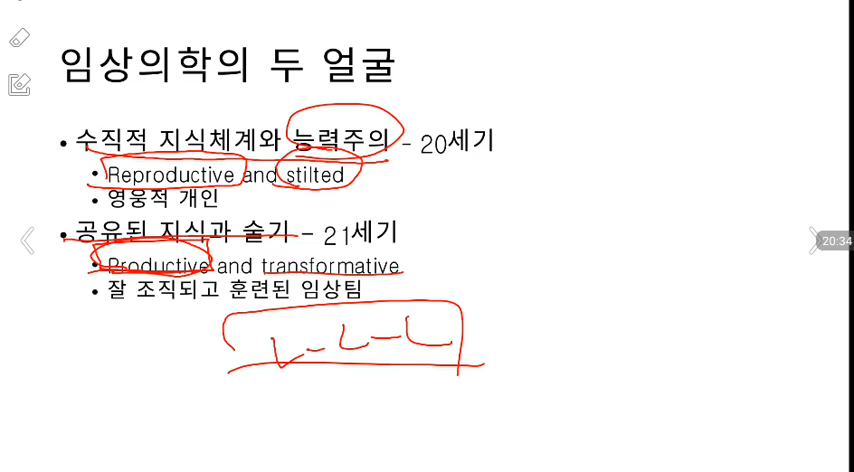 임상의학의 두 얼굴
• 수직적 지식체계와 능력주의 – 20세기
• Reproductive and stilted
• 영웅적 개인
• 공유된 지식과 술기 – 21세기
• Productive and transformative
• 잘 조직되고 훈련된 임상팀
L - L - L
20:34